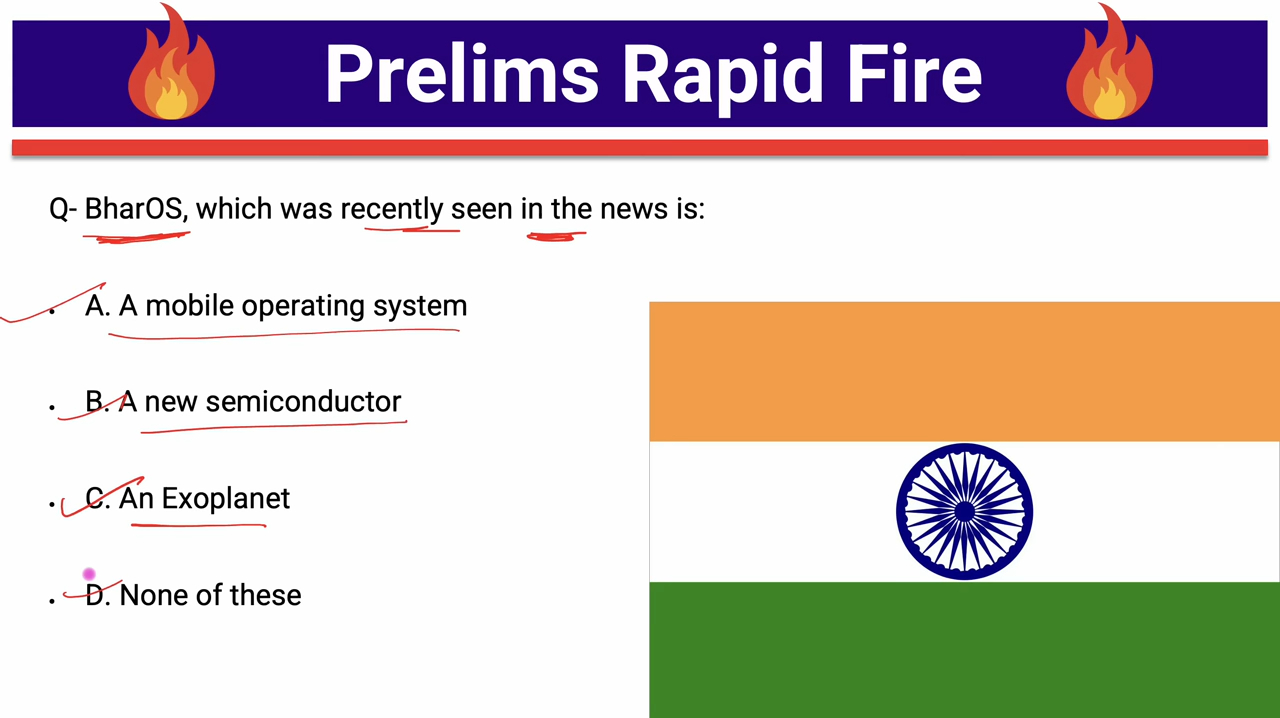 Prelims Rapid Fire
Q- BharOS, which was recently seen in the news is:
• A. A mobile operating system
• B. A new semiconductor
• C. An Exoplanet
• D. None of these